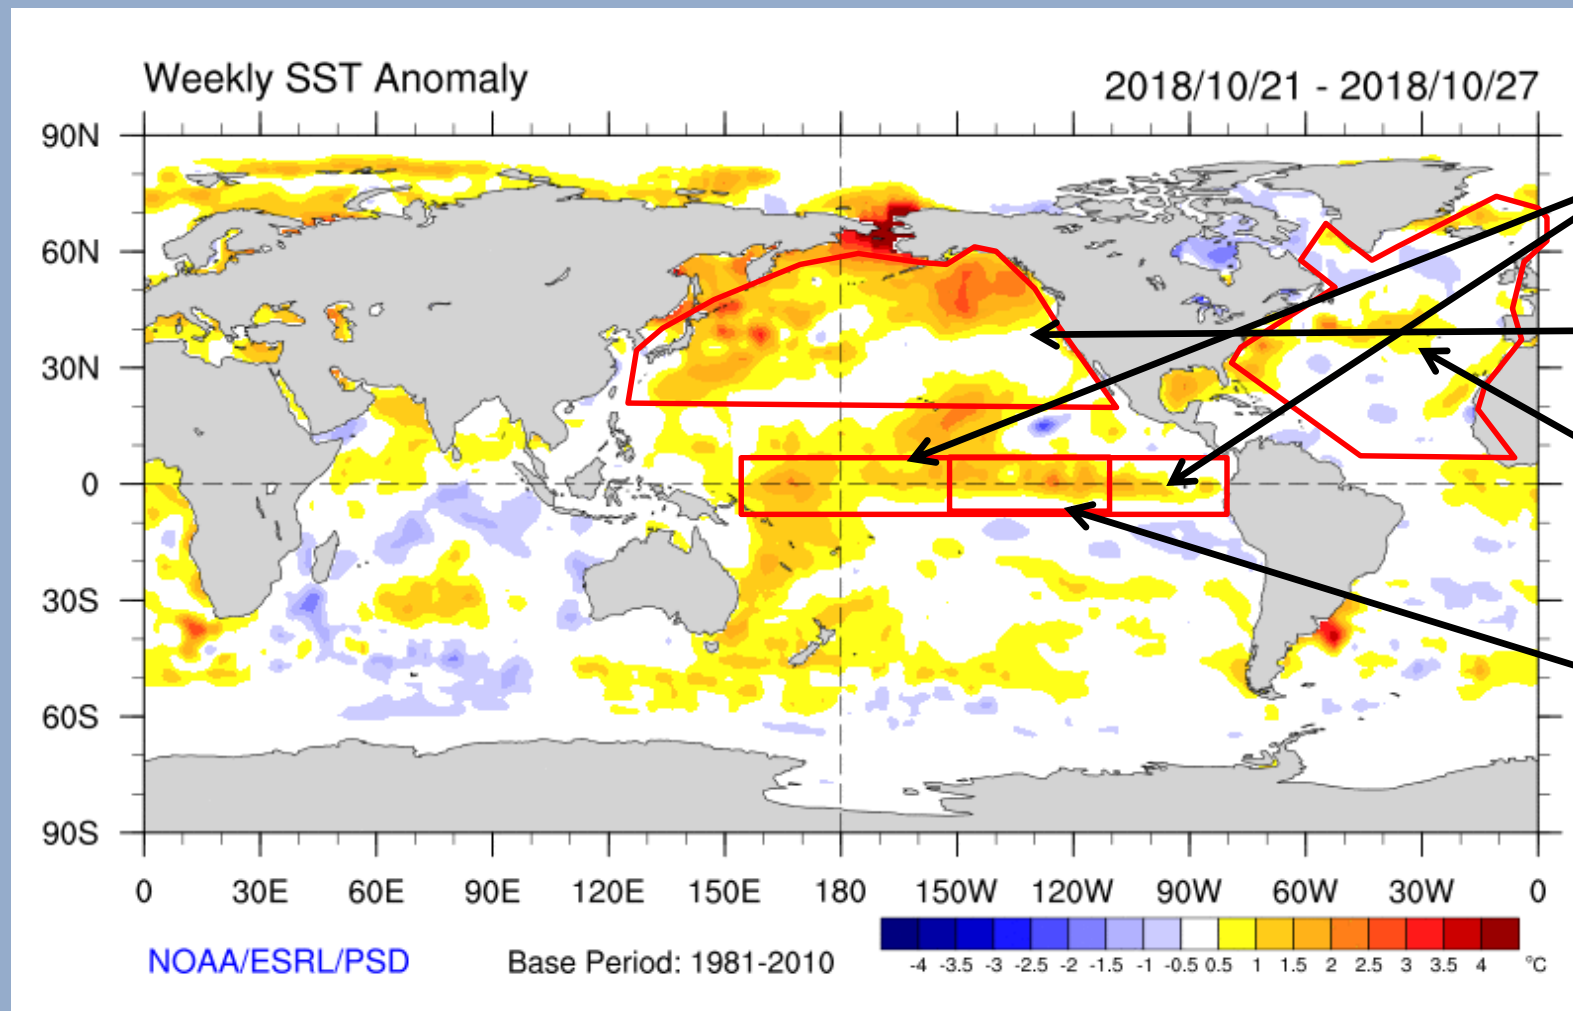 Weekly SST Anomaly
2018/10/21 - 2018/10/27
90N
60N
30N
0
30S
60S
90S
0 30E 60E 90E 120E 150E 180 150W 120W 90W 60W 30W 0
-4 -3.5 -3 -2.5 -2 -1.5 -1 -0.5 0.5 1 1.5 2 2.5 3 3.5 4 °C
NOAA/ESRL/PSD
Base Period: 1981-2010